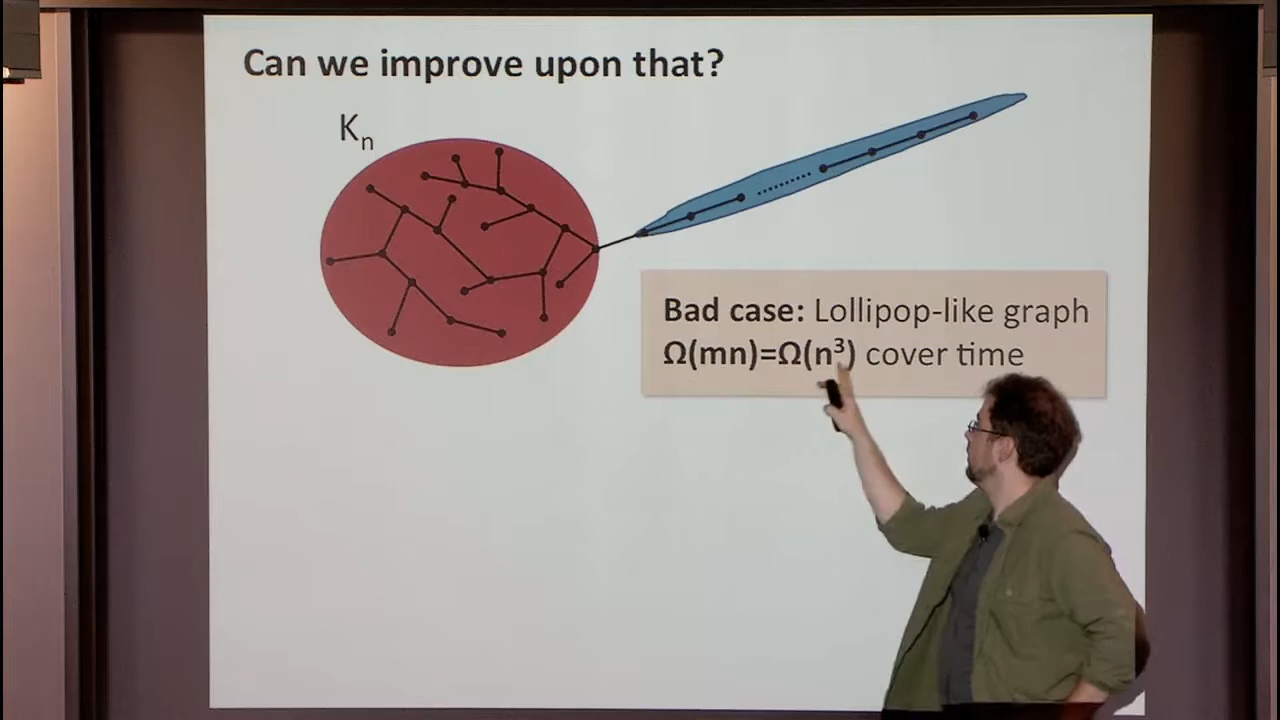 Can we improve upon that?
Kn
Bad case: Lollipop-like graph
Ω(mn)=Ω(n³) cover time